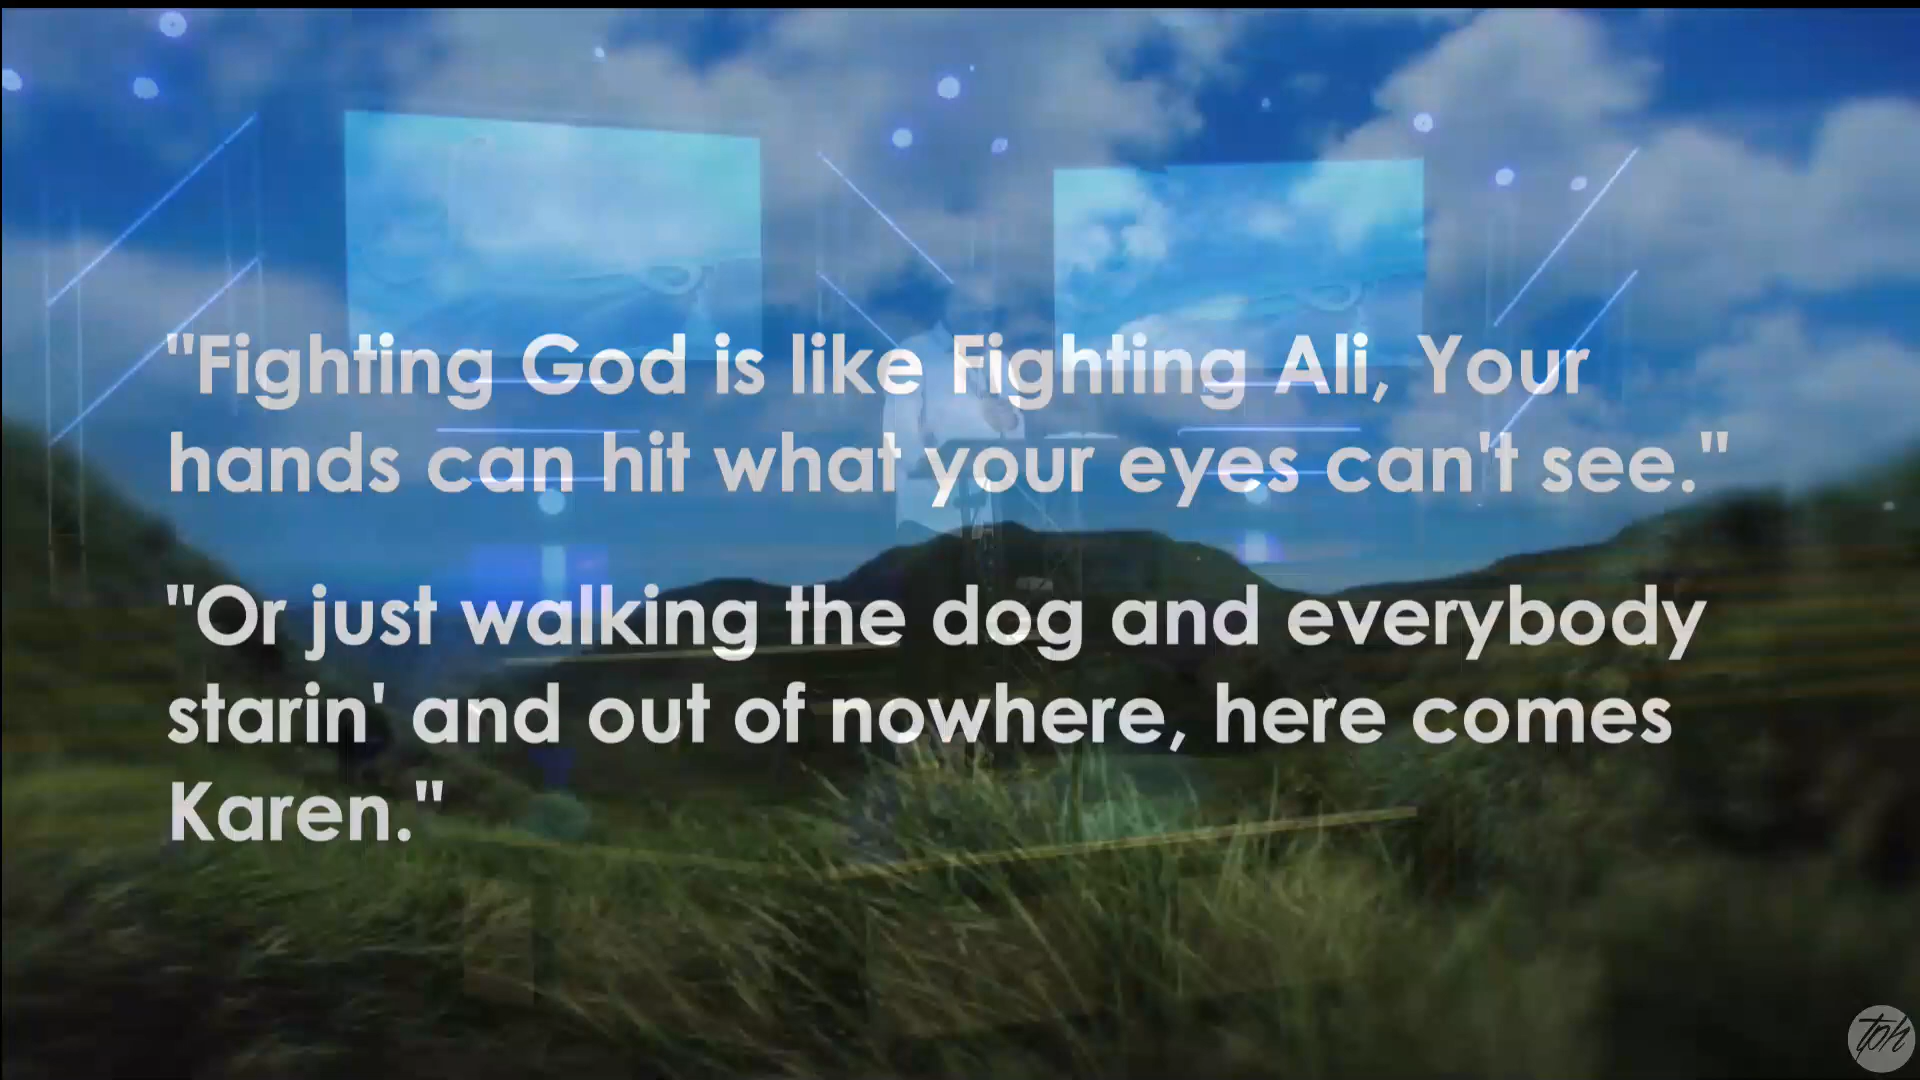 "Fighting God is like Fighting Ali, Your
hands can hit what your eyes can't see."
"Or just walking the dog and everybody
starin' and out of nowhere, here comes
Karen."
tph